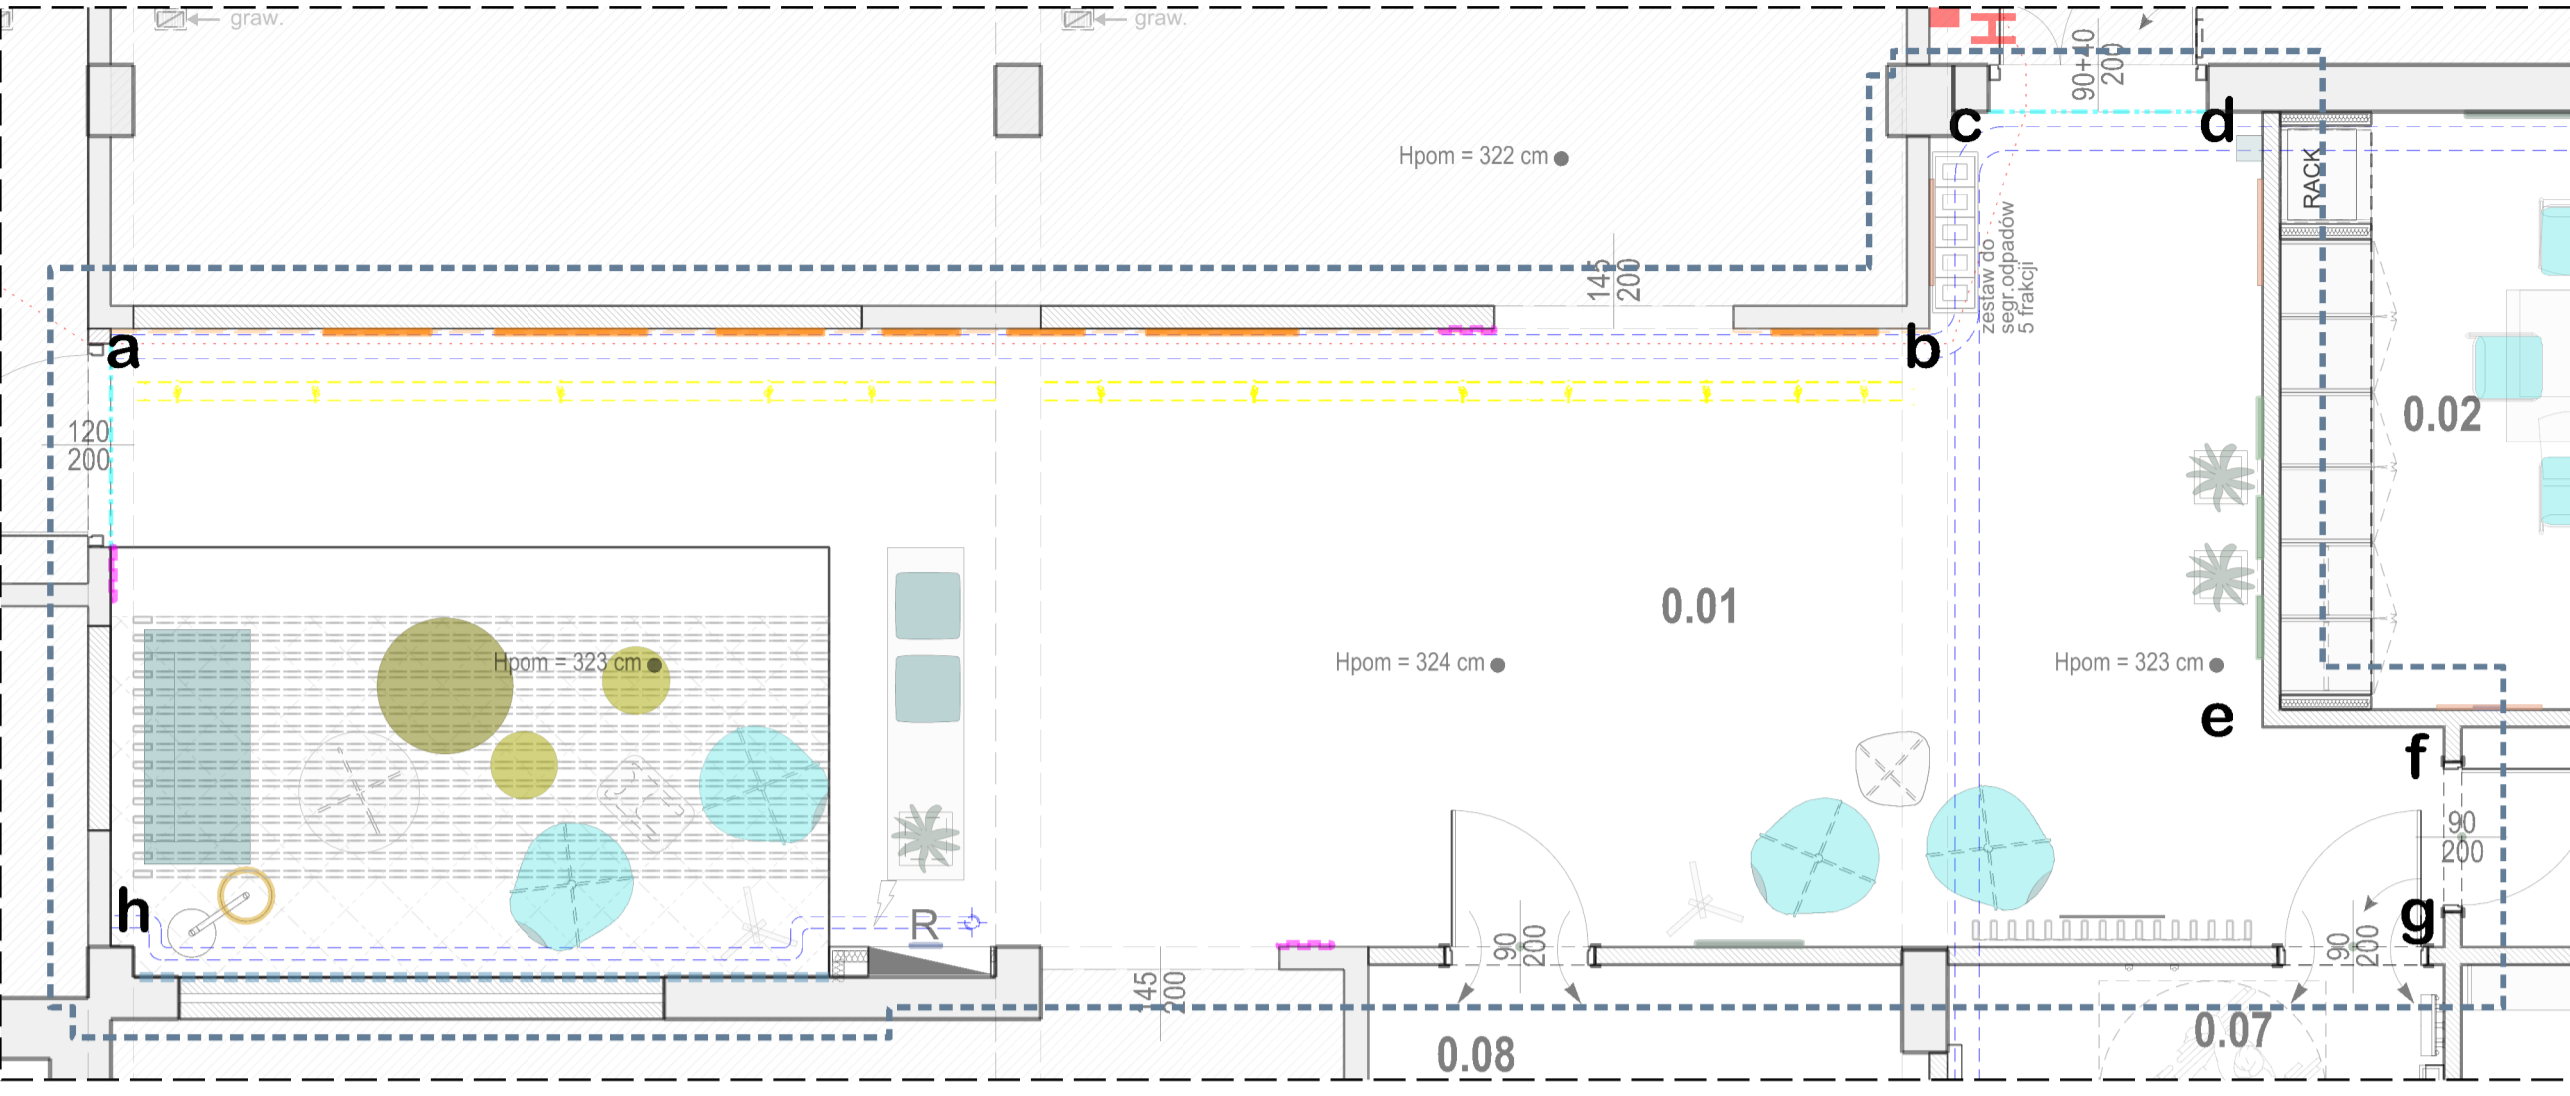 graw.
graw.
H
90+40
200
c
d
Hpom = 322 cm
RACK
zestaw do
segr.odpadów
5 frakcji
145
200
a
b
120
200
0.02
0.01
Hpom = 323 cm
Hpom = 324 cm
Hpom = 323 cm
e
f
90
200
h
R
g
90
200
90
200
145
200
0.08
0.07